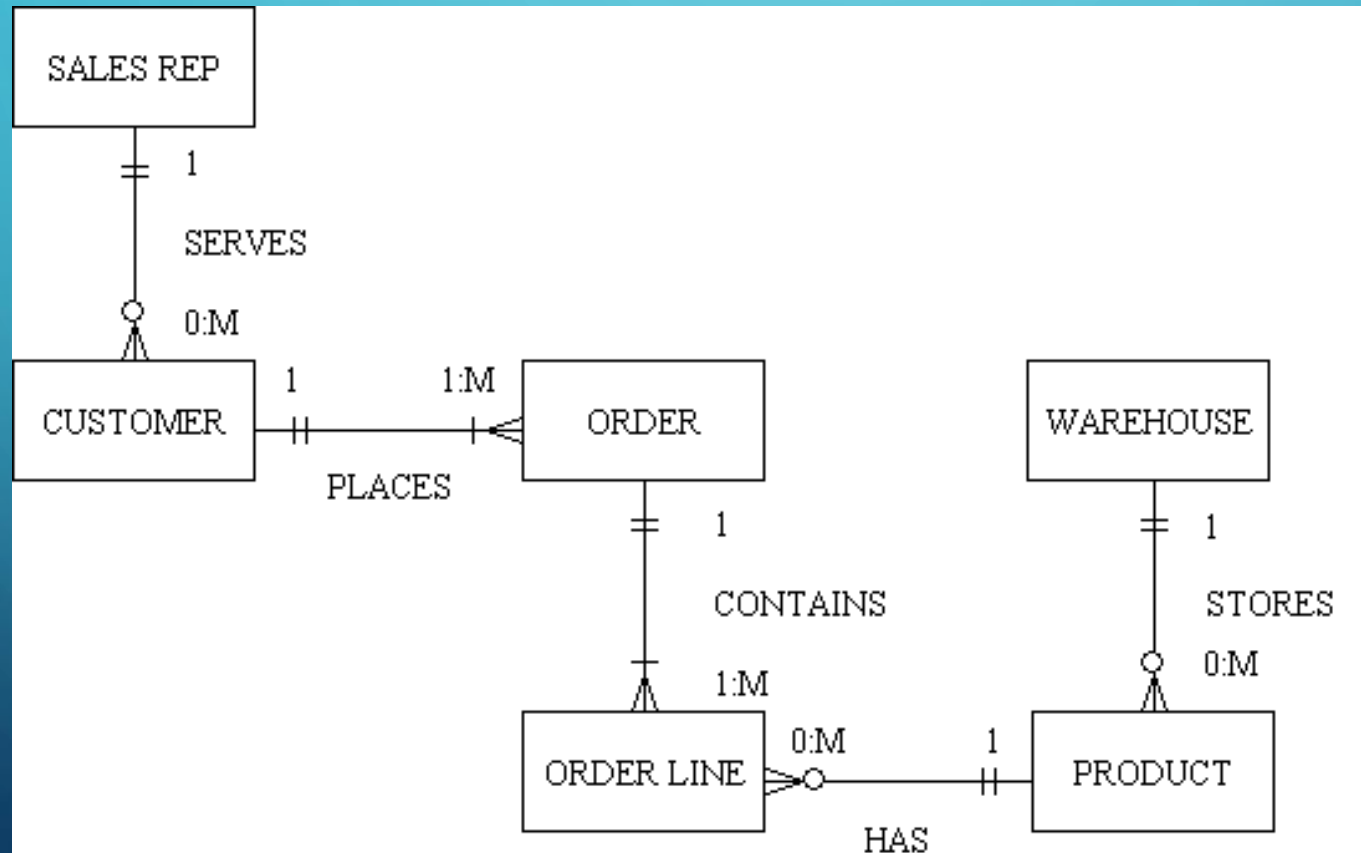 SALES REP
1
SERVES
0:M
1
1:M
CUSTOMER
ORDER
WAREHOUSE
PLACES
1
1
CONTAINS
STORES
1:M
0:M
0:M
1
ORDER LINE
PRODUCT
HAS